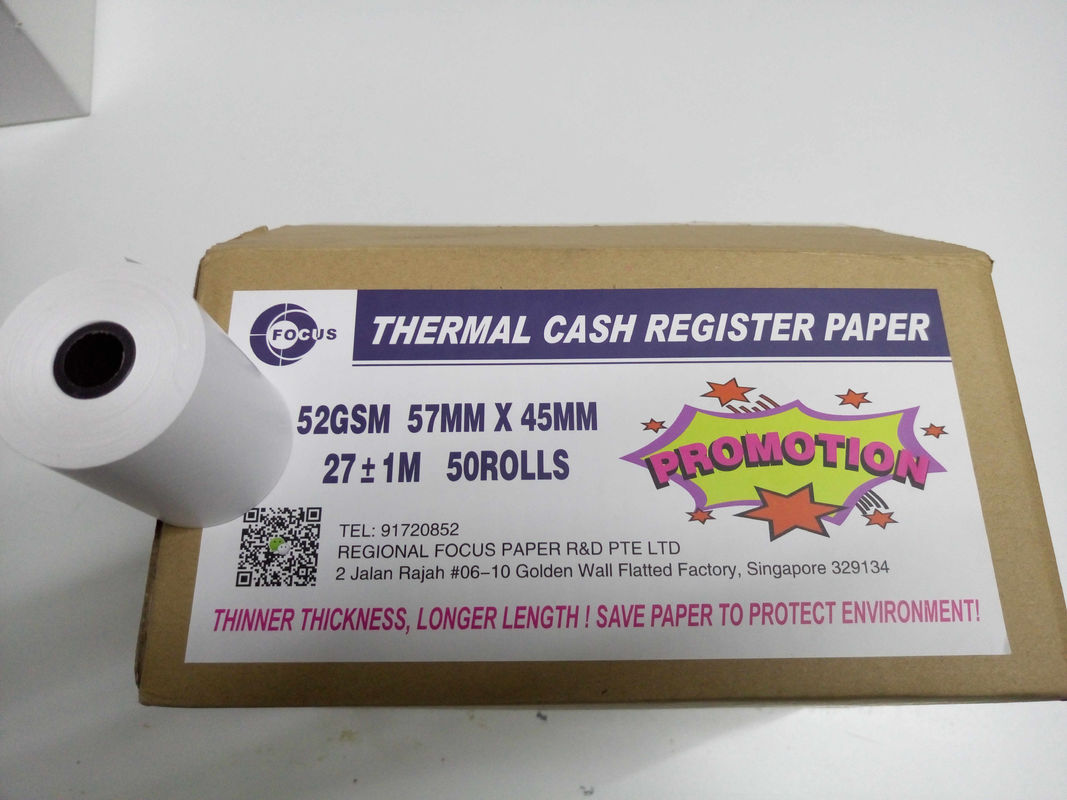 FOCUS
THERMAL CASH REGISTER PAPER
52GSM 57MM X 45MM
27±1M 50ROLLS
PROMOTION
TEL: 91720852
REGIONAL FOCUS PAPER R&D PTE LTD
2 Jalan Rajah #06–10 Golden Wall Flatted Factory, Singapore 329134
THINNER THICKNESS, LONGER LENGTH ! SAVE PAPER TO PROTECT ENVIRONMENT!